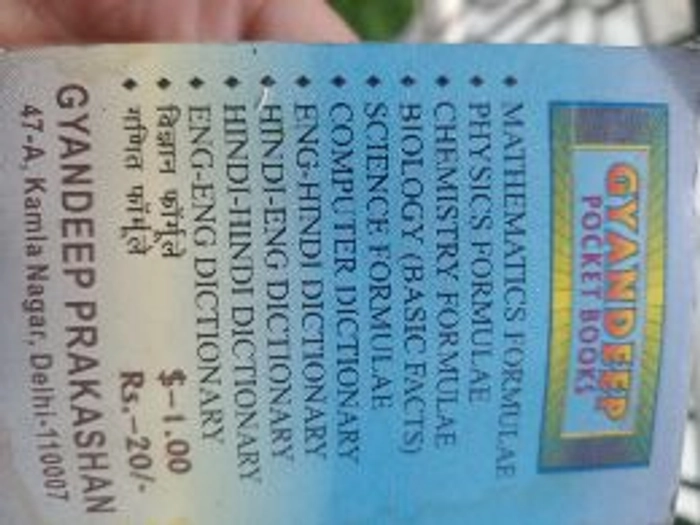 GYANDEEP
POCKET BOOKS
♦ MATHEMATICS FORMULAE
♦ PHYSICS FORMULAE
♦ CHEMISTRY FORMULAE
♦ BIOLOGY (BASIC FACTS)
♦ SCIENCE FORMULAE
♦ COMPUTER DICTIONARY
♦ ENG-HINDI DICTIONARY
♦ HINDI-ENG DICTIONARY
♦ HINDI-HINDI DICTIONARY
♦ ENG-ENG DICTIONARY
♦ विज्ञान फॉर्मूले $-1.00
♦ गणित फॉर्मूले Rs.-20/-
GYANDEEP PRAKASHAN
47-A, Kamla Nagar, Delhi-110007